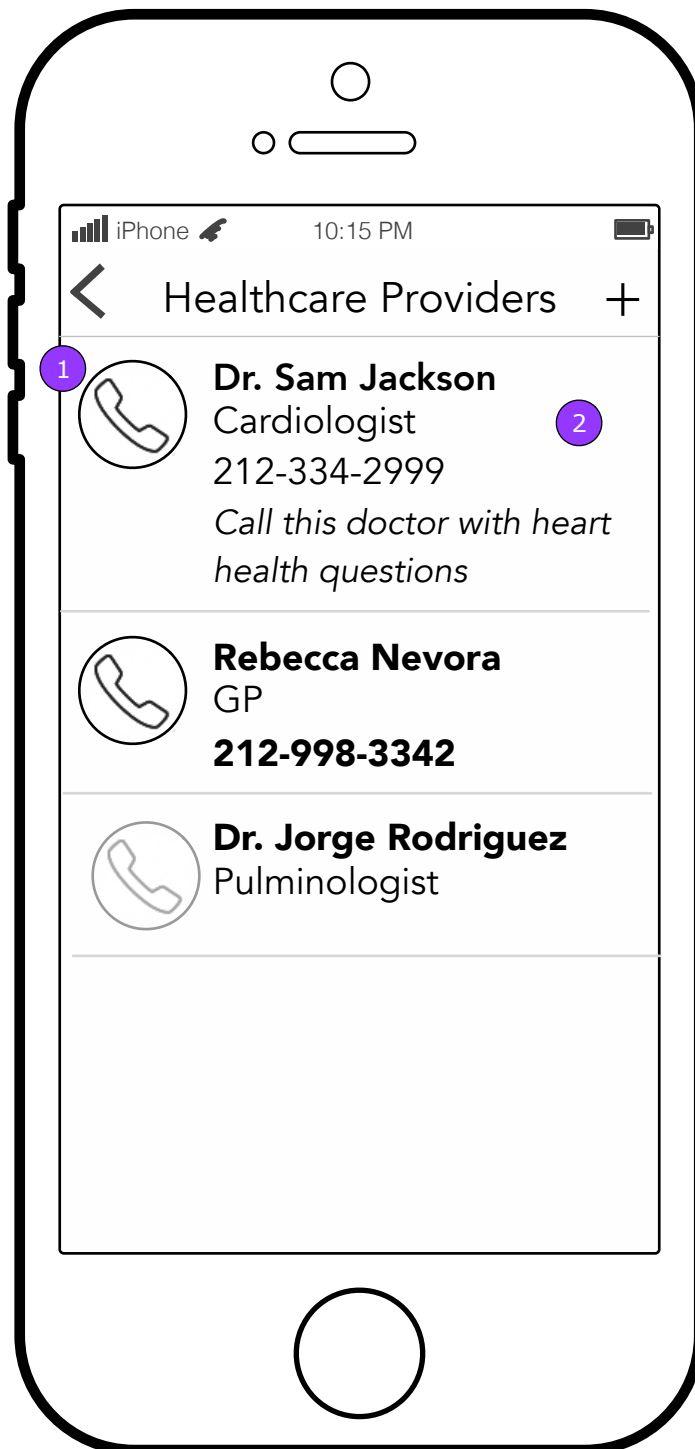 iPhone 10:15 PM
Healthcare Providers +
1
Dr. Sam Jackson
Cardiologist
2
212-334-2999
Call this doctor with heart
health questions
Rebecca Nevora
GP
212-998-3342
Dr. Jorge Rodriguez
Pulminologist